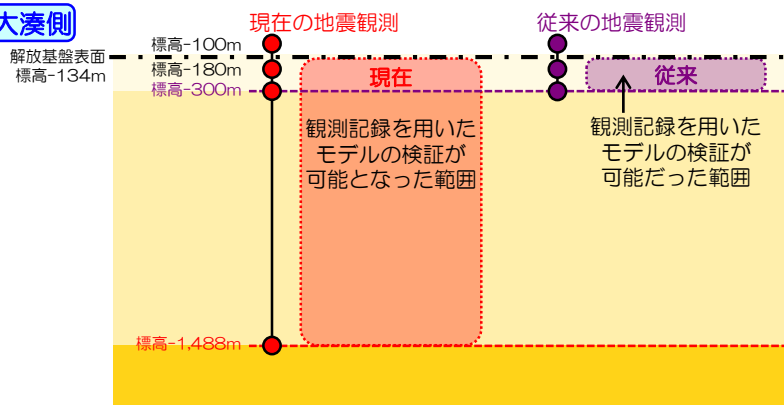 大湊側
現在の地震観測
従来の地震観測
標高-100m
解放基盤表面
標高-134m
標高-180m
標高-300m
現在
従来
観測記録を用いた
モデルの検証が
可能となった範囲
観測記録を用いた
モデルの検証が
可能だった範囲
標高-1,488m